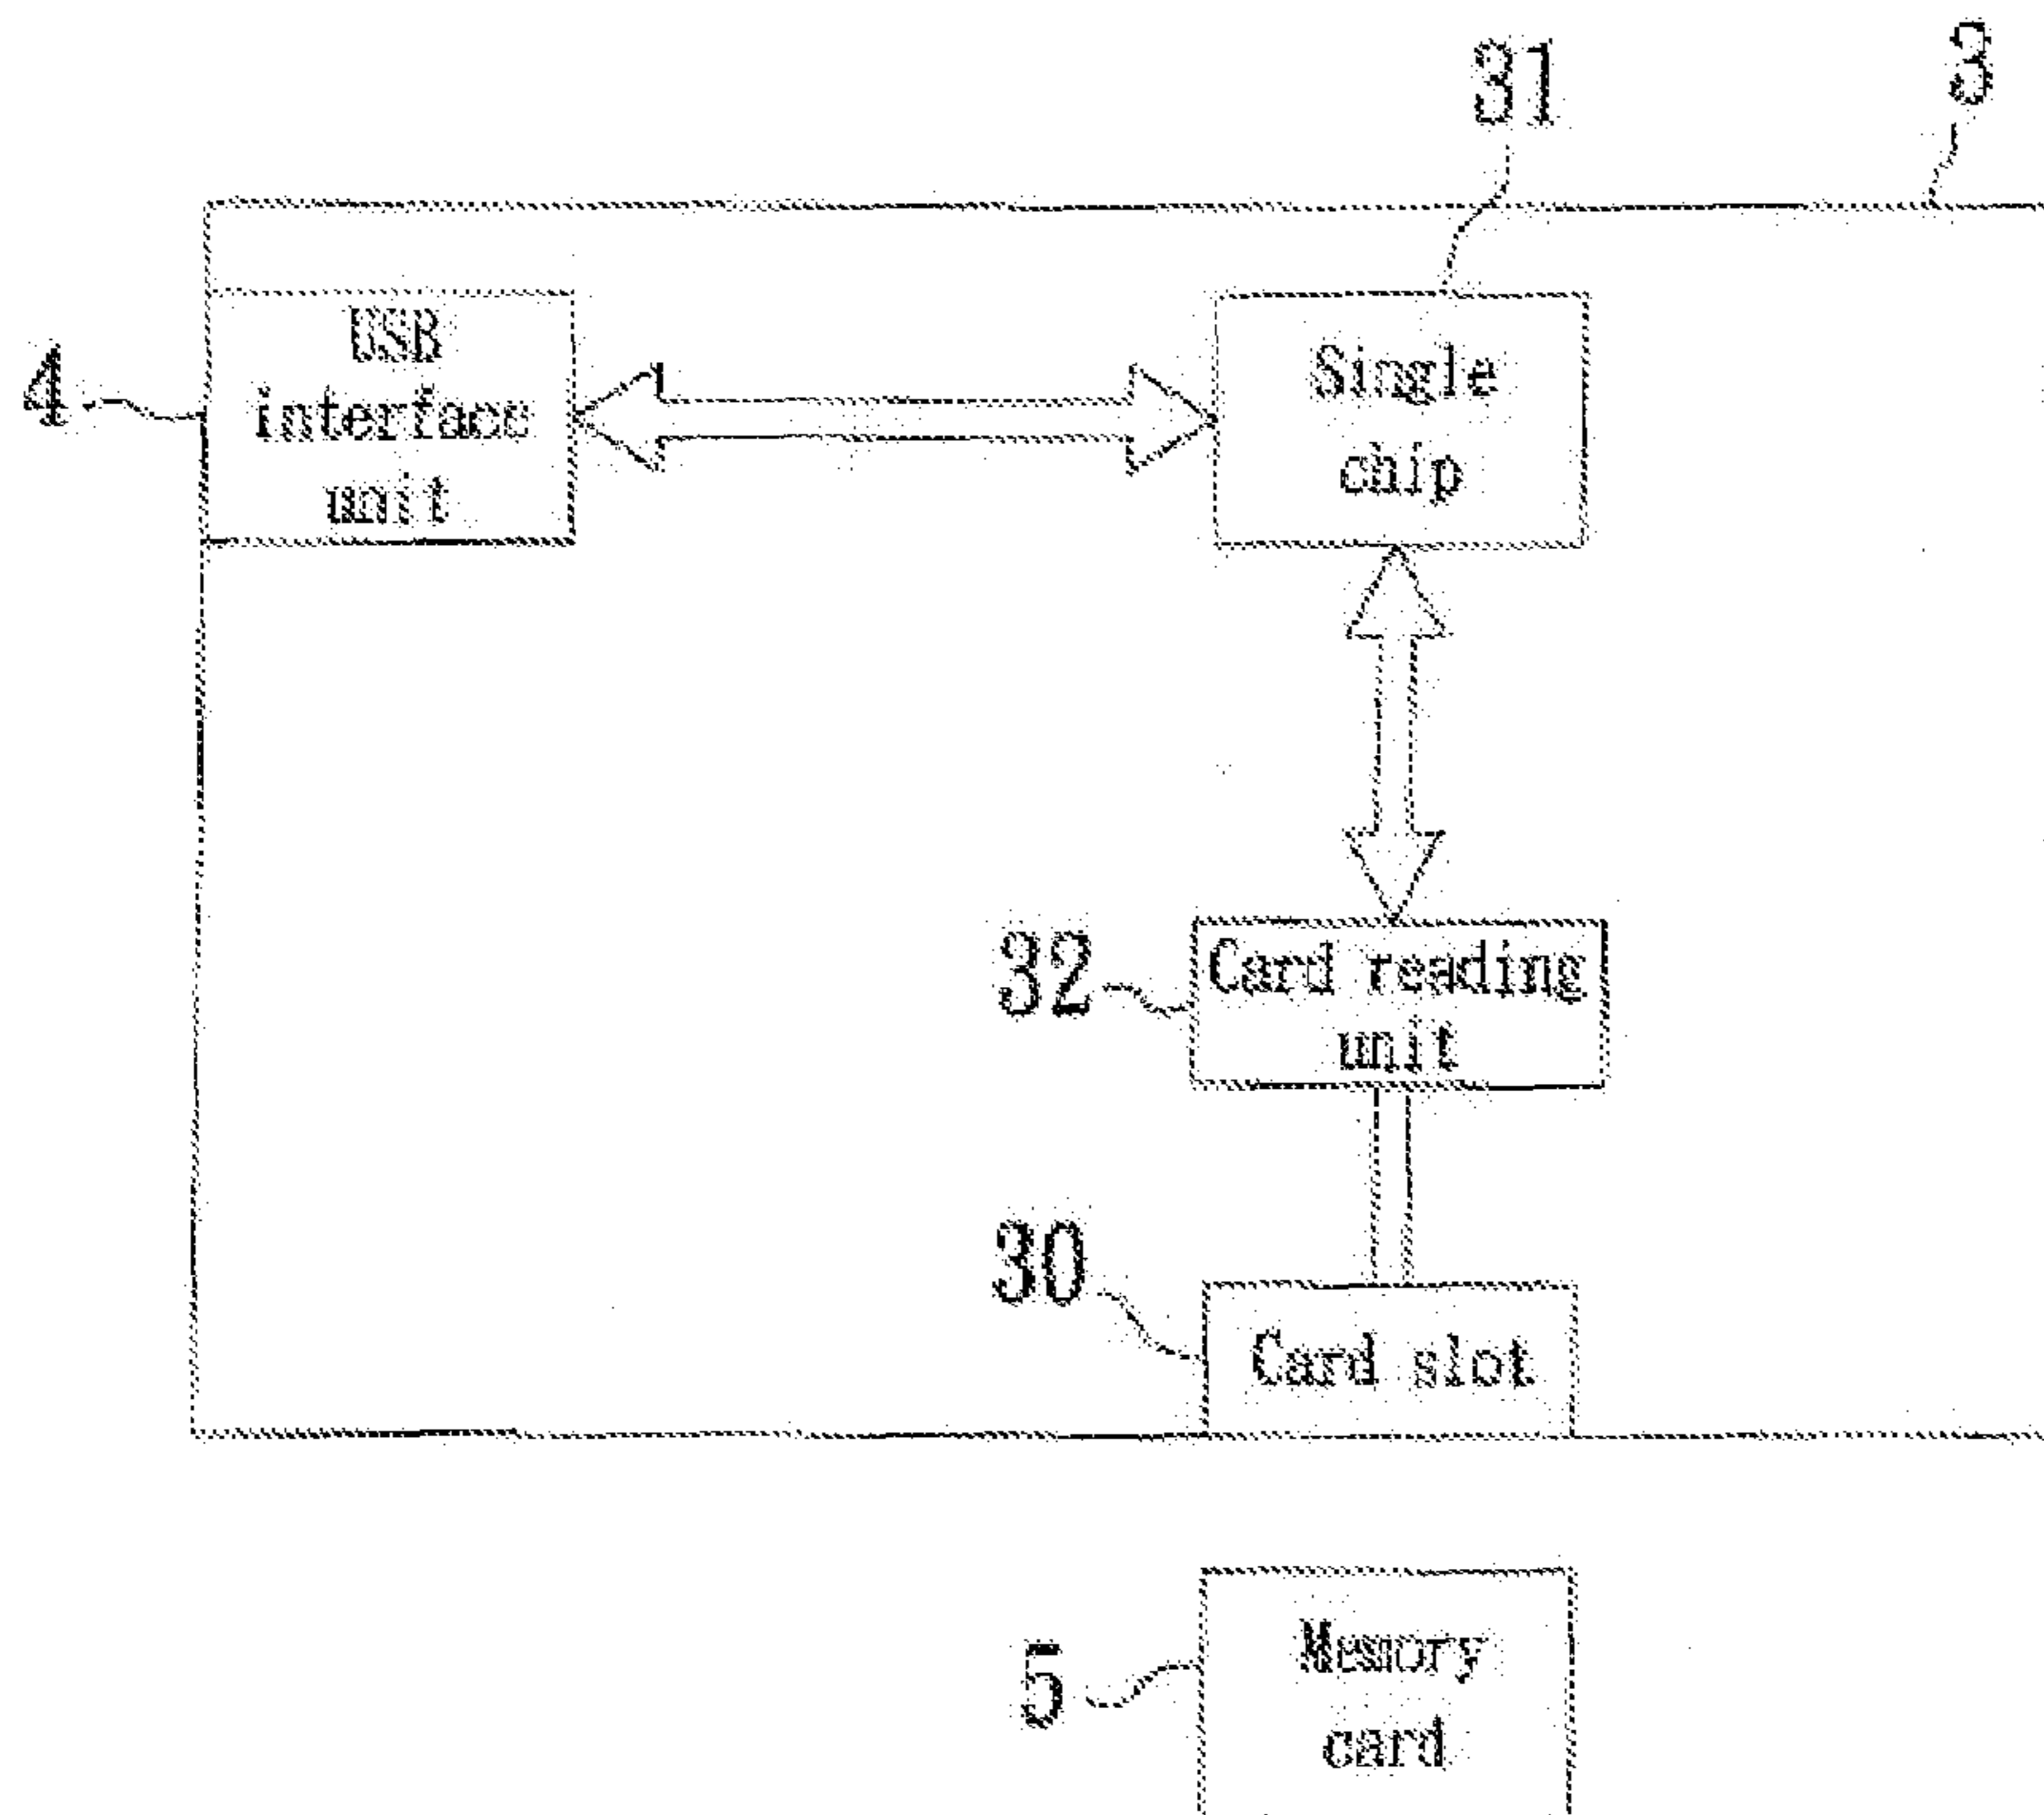 31
3
USB
interface
unit
4
Single
chip
32
Card reading
unit
30
Card slot
5
Memory
card